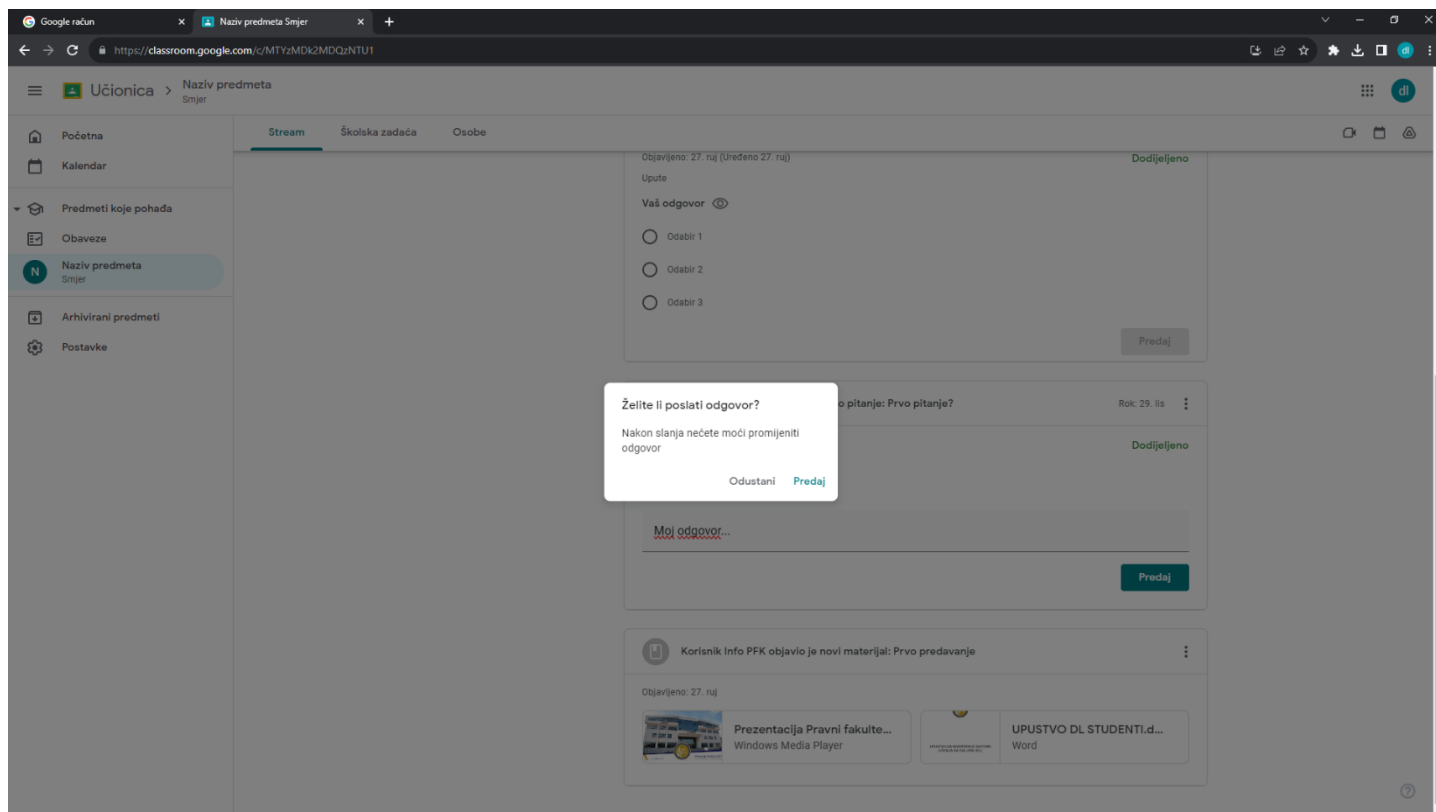 Google račun
Naziv predmeta Smjer
https://classroom.google.com/c/MTYzMDk2MDQzNTU1
dl
Učionica > Naziv predmeta
Smjer
dl
Početna
Kalendar
Predmeti koje pohađa
Obaveze
N Naziv predmeta
Smjer
Arhivirani predmeti
Postavke
Stream Školska zadaća Osobe
Objavljeno: 27. ruj (Uređeno 27. ruj) Dodijeljeno
Upute
Vaš odgovor
Odabir 1
Odabir 2
Odabir 3
Predaj
o pitanje: Prvo pitanje? Rok: 29. lis
Želite li poslati odgovor?
Nakon slanja nećete moći promijeniti
odgovor
Odustani Predaj
Dodijeljeno
Moj odgovor...
Predaj
Korisnik Info PFK objavio je novi materijal: Prvo predavanje
Objavljeno: 27. ruj
Prezentacija Pravni fakulte...
Windows Media Player
UPUSTVO DL STUDENTI.d...
Word